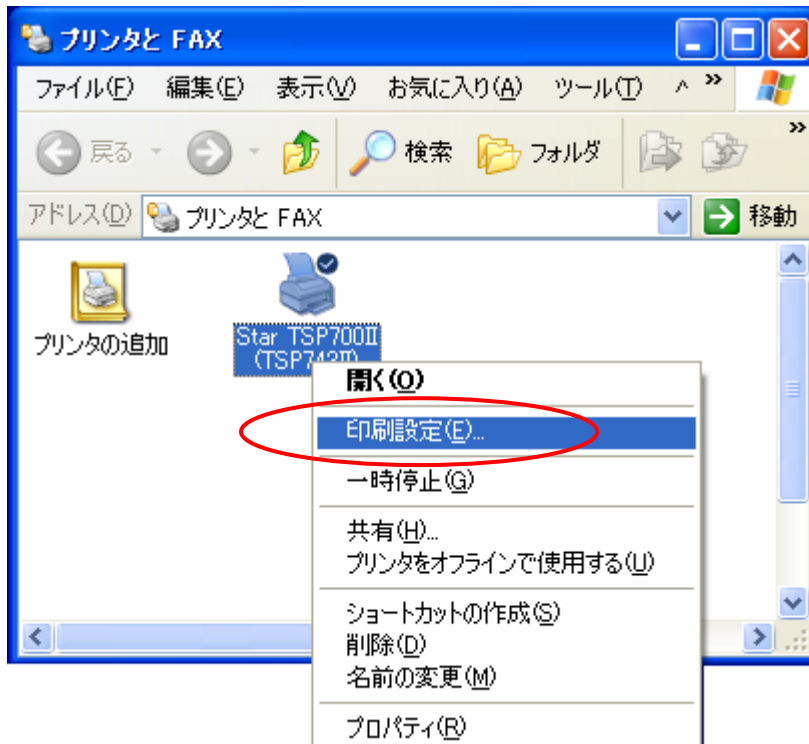 プリンタと FAX
ファイル(F) 編集(E) 表示(V) お気に入り(A) ツール(T) ^ »
戻る 検索 フォルダ »
アドレス(D) プリンタと FAX 移動
プリンタの追加
Star TSP700II
(TSP743II)
開く(O)
印刷設定(E)...
一時停止(G)
共有(H)...
プリンタをオフラインで使用する(U)
ショートカットの作成(S)
削除(D)
名前の変更(M)
プロパティ(R)